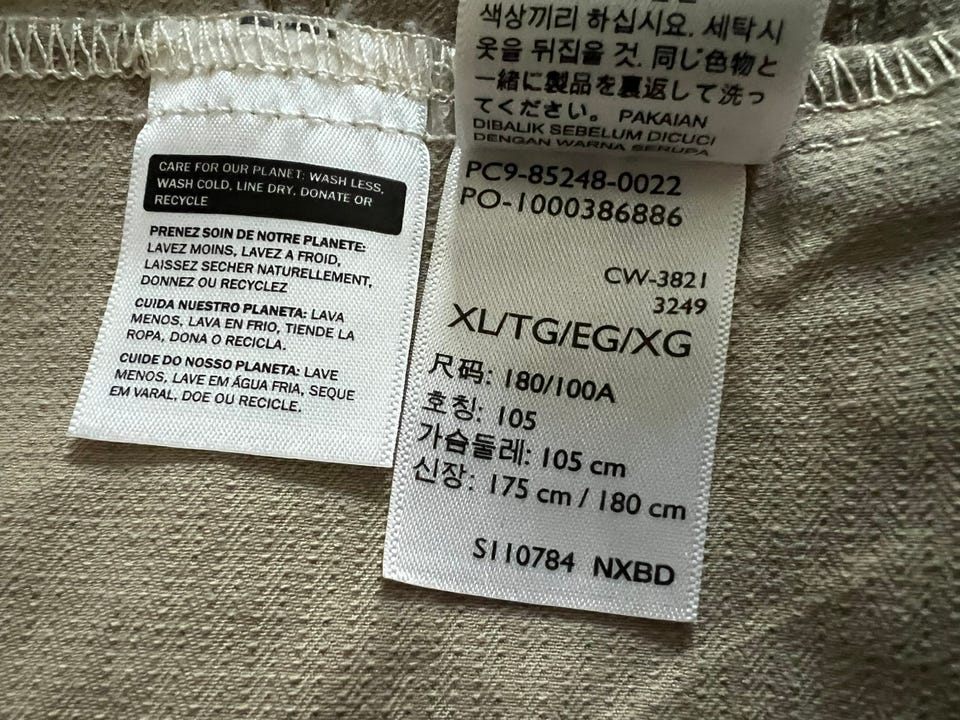 CARE FOR OUR PLANET: WASH LESS,
WASH COLD, LINE DRY, DONATE OR
RECYCLE
PRENEZ SOIN DE NOTRE PLANETE:
LAVEZ MOINS, LAVEZ A FROID,
LAISSEZ SECHER NATURELLEMENT,
DONNEZ OU RECYCLEZ
CUIDA NUESTRO PLANETA: LAVA
MENOS, LAVA EN FRIO, TIENDE LA
ROPA, DONA O RECICLA.
CUIDE DO NOSSO PLANETA: LAVE
MENOS, LAVE EM ÁGUA FRIA, SEQUE
EM VARAL, DOE OU RECICLE.
색상끼리 하십시요. 세탁시
옷을 뒤집을 것. 同じ色物と
一緒に製品を裏返して洗っ
てください。 PAKAIAN
DIBALIK SEBELUM DICUCI
DENGAN WARNA SERUPA
PC9-85248-0022
PO-1000386886
CW-3821
3249
XL/TG/EG/XG
尺码: 180/100A
호칭: 105
가슴둘레: 105 cm
신장: 175 cm / 180 cm
S110784 NXBD